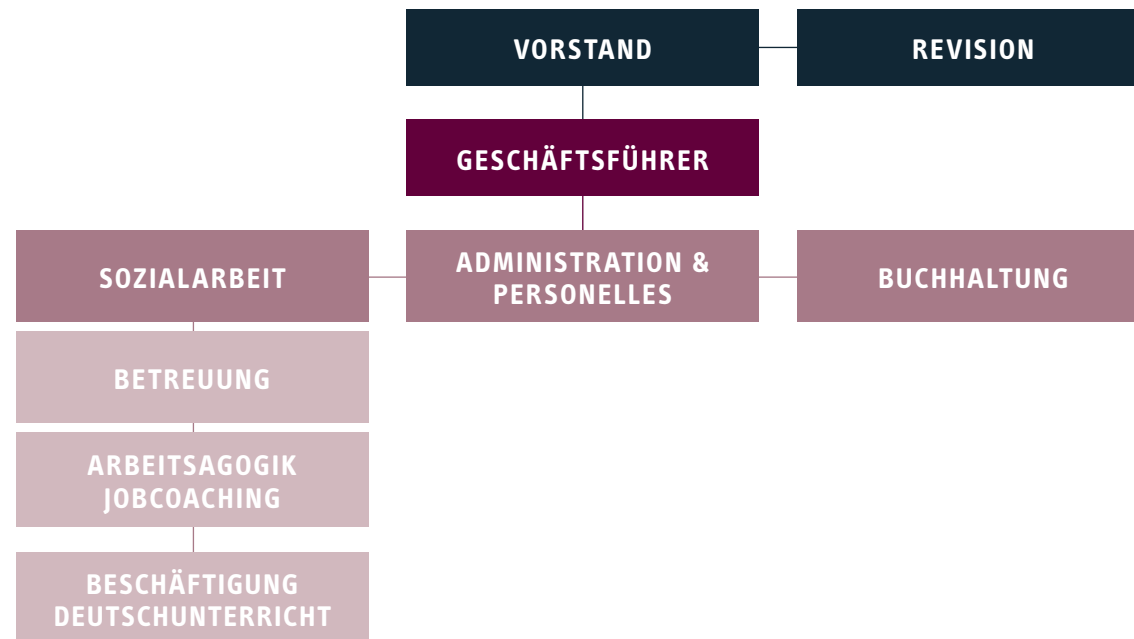 VORSTAND
REVISION
GESCHÄFTSFÜHRER
SOZIALARBEIT
ADMINISTRATION &
PERSONELLES
BUCHHALTUNG
BETREUUNG
ARBEITSAGOGIK
JOBCOACHING
BESCHÄFTIGUNG
DEUTSCHUNTERRICHT